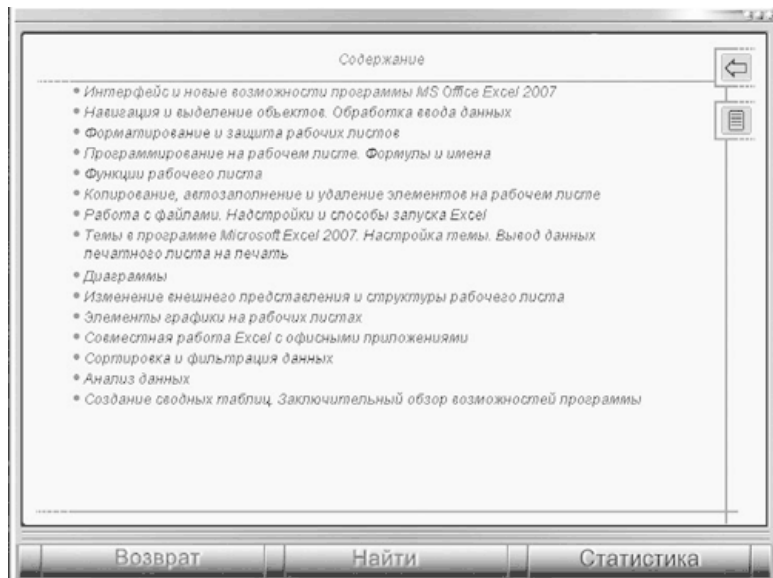 Содержание
• Интерфейс и новые возможности программы MS Office Excel 2007
• Навигация и выделение объектов. Обработка ввода данных
• Форматирование и защита рабочих листов
• Программирование на рабочем листе. Формулы и имена
• Функции рабочего листа
• Копирование, автозаполнение и удаление элементов на рабочем листе
• Работа с файлами. Надстройки и способы запуска Excel
• Темы в программе Microsoft Excel 2007. Настройка темы. Вывод данных
печатного листа на печать
• Диаграммы
• Изменение внешнего представления и структуры рабочего листа
• Элементы графики на рабочих листах
• Совместная работа Excel с офисными приложениями
• Сортировка и фильтрация данных
• Анализ данных
• Создание сводных таблиц. Заключительный обзор возможностей программы
Возврат
Найти
Статистика